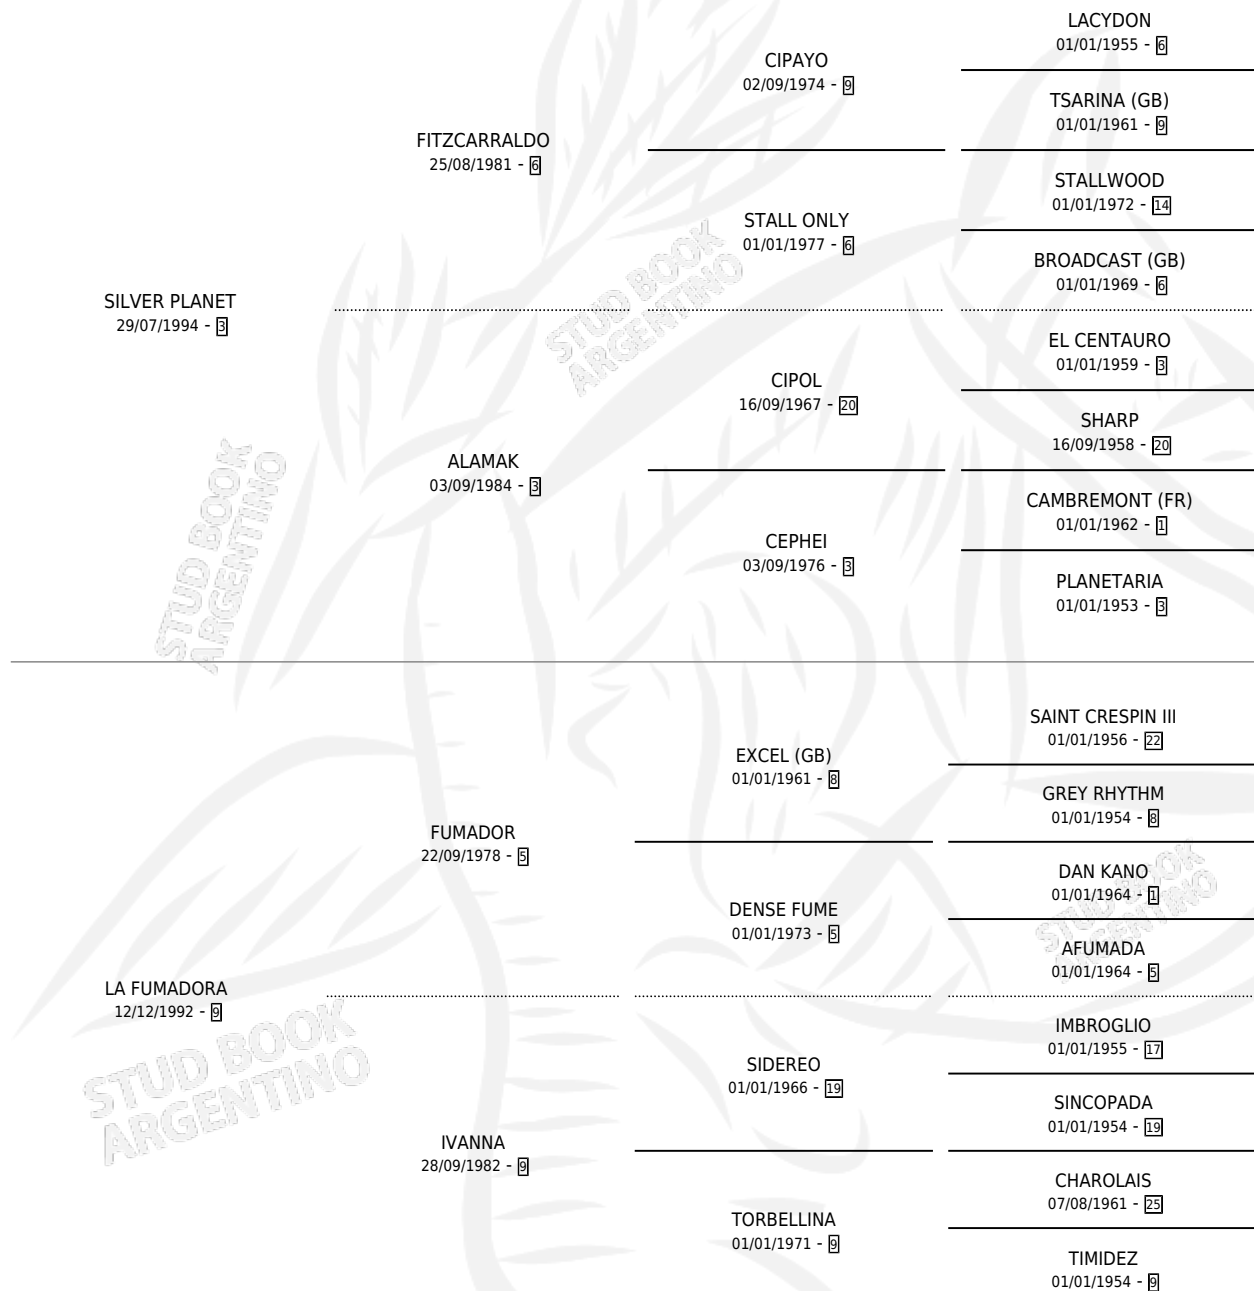 LACYDON
01/01/1955 - 6
CIPAYO
02/09/1974 - 9
TSARINA (GB)
01/01/1961 - 9
FITZCARRALDO
25/08/1981 - 6
STALLWOOD
01/01/1972 - 14
STALL ONLY
01/01/1977 - 6
BROADCAST (GB)
01/01/1969 - 6
SILVER PLANET
29/07/1994 - 3
EL CENTAURO
01/01/1959 - 3
CIPOL
16/09/1967 - 20
SHARP
16/09/1958 - 20
ALAMAK
03/09/1984 - 3
CAMBREMONT (FR)
01/01/1962 - 1
CEPHEI
03/09/1976 - 3
PLANETARIA
01/01/1953 - 3
STUD BOOK
ARGENTINO
STUD BOOK
ARGENTINO
SAINT CRESPIN III
01/01/1956 - 22
EXCEL (GB)
01/01/1961 - 8
GREY RHYTHM
01/01/1954 - 8
FUMADOR
22/09/1978 - 5
DAN KANO
01/01/1964 - 1
DENSE FUME
01/01/1973 - 5
AFUMADA
01/01/1964 - 5
STUD BOOK
ARGENTINO
LA FUMADORA
12/12/1992 - 9
IMBROGLIO
01/01/1955 - 17
SIDEREO
01/01/1966 - 19
SINCOPADA
01/01/1954 - 19
IVANNA
28/09/1982 - 9
CHAROLAIS
07/08/1961 - 25
TORBELLINA
01/01/1971 - 9
TIMIDEZ
01/01/1954 - 9
STUD BOOK
ARGENTINO